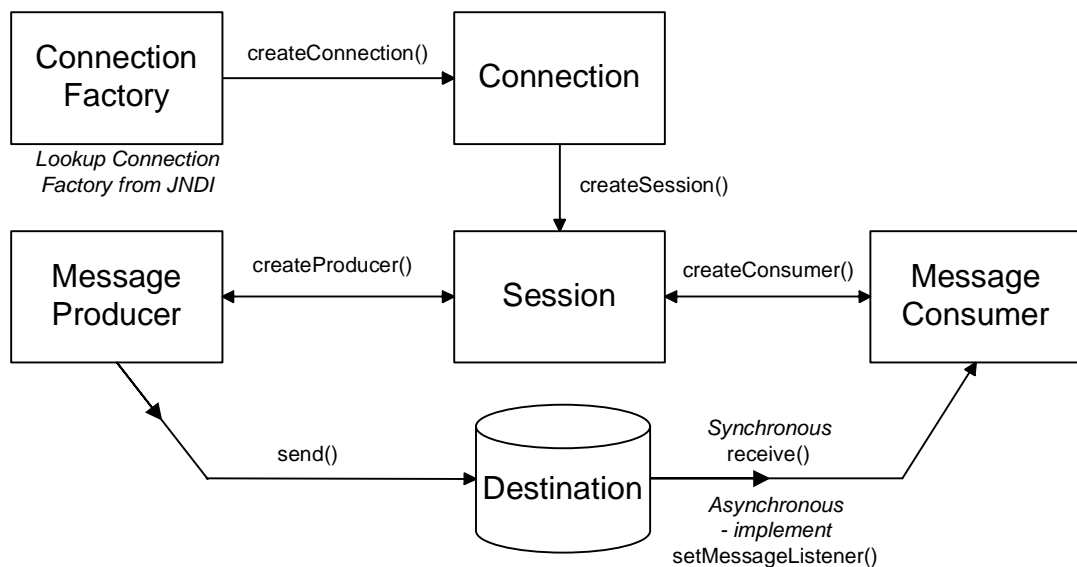 Connection
Factory
createConnection()
Connection
Lookup Connection
Factory from JNDI
createSession()
Message
Producer
createProducer()
Session
createConsumer()
Message
Consumer
send()
Destination
Synchronous
receive()
Asynchronous
- implement
setMessageListener()